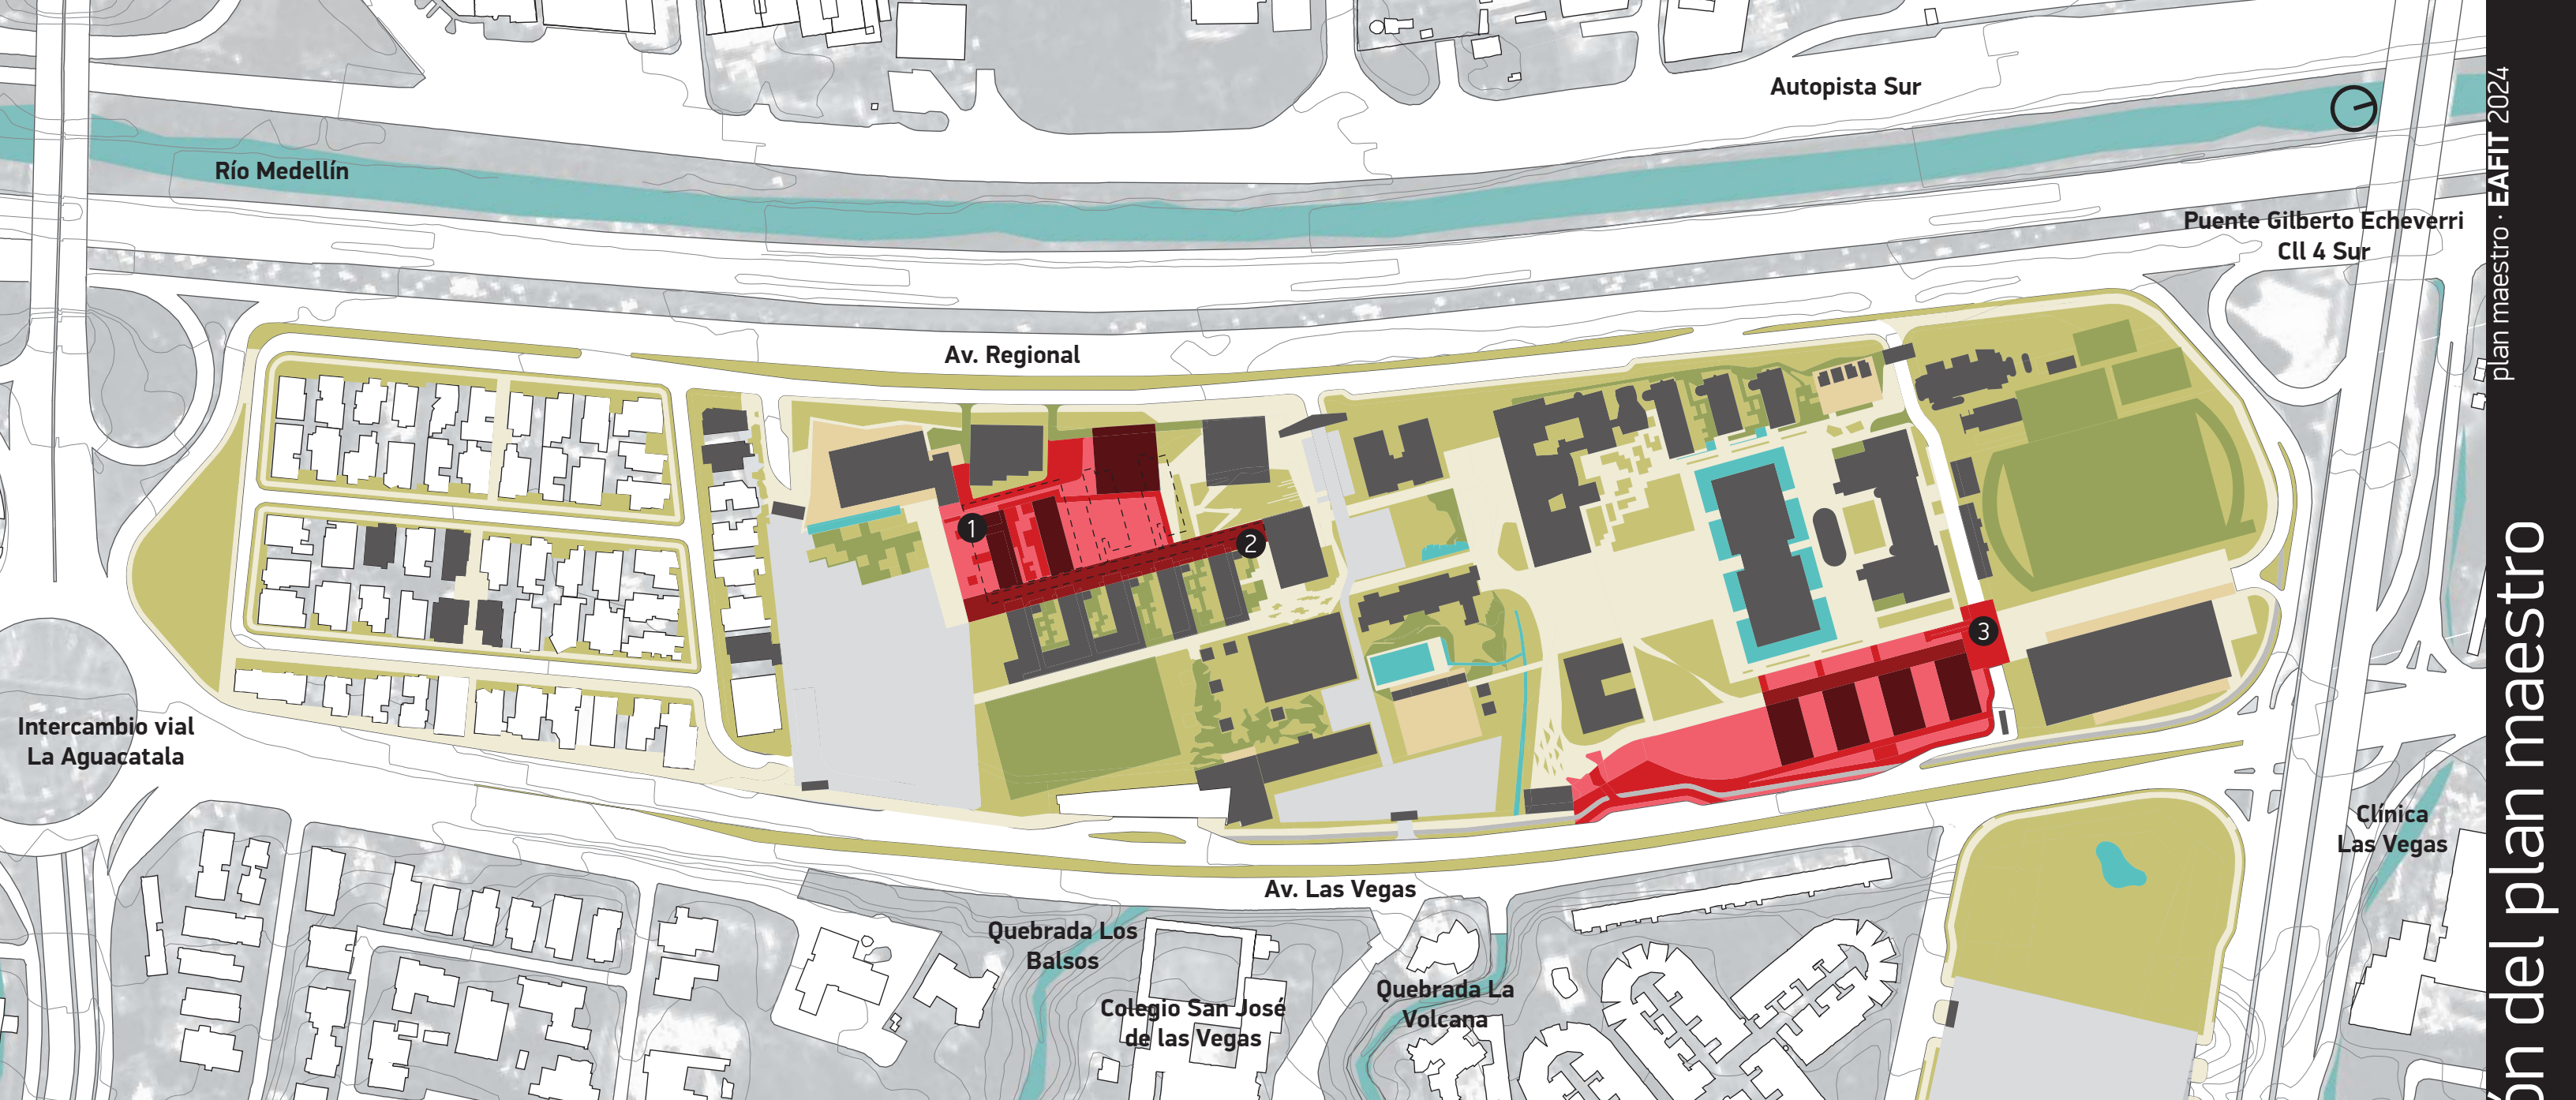 Autopista Sur
Río Medellín
Puente Gilberto Echeverri
Cll 4 Sur
Av. Regional
1
2
3
Intercambio vial
La Aguacatala
Clínica
Las Vegas
Av. Las Vegas
Quebrada Los
Balsos
Colegio San José
de las Vegas
Quebrada La
Volcana
plan maestro · EAFIT 2024
ón del plan maestro